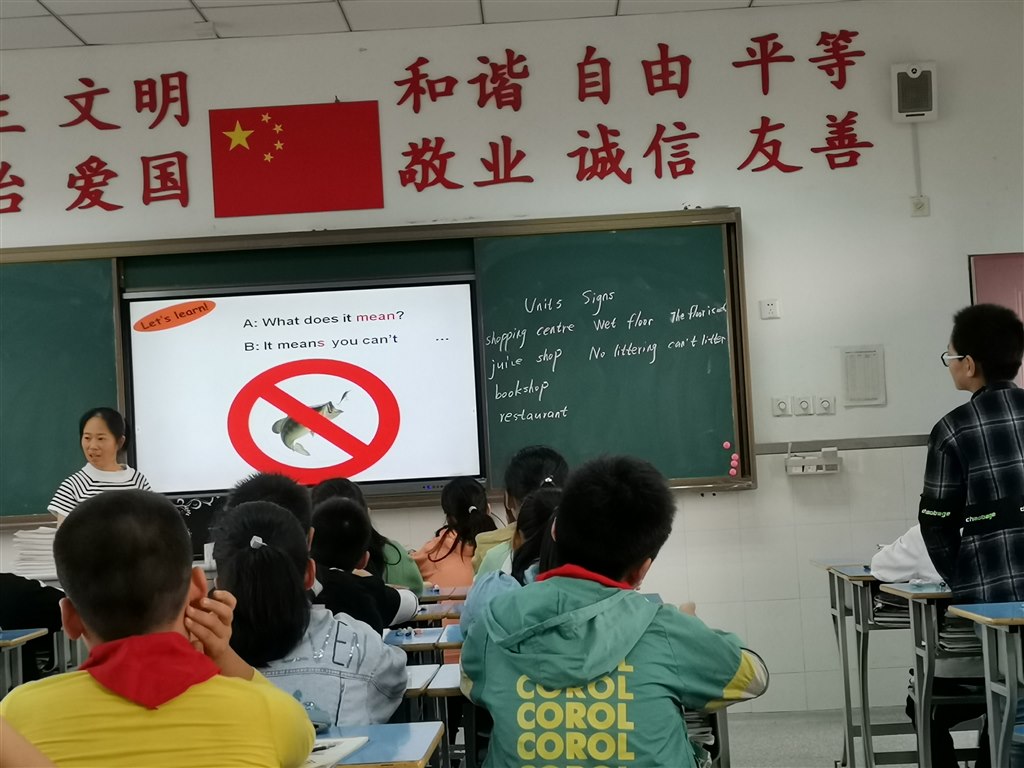 文明 和谐 自由 平等
爱国 敬业 诚信 友善
Let's learn!
A: What does it mean?
B: It means you can't ...
Unit5 Signs
shopping centre Wet floor The floor is wet
juice shop No littering can't litter
bookshop
restaurant
COROL
COROL
COROL
COROL